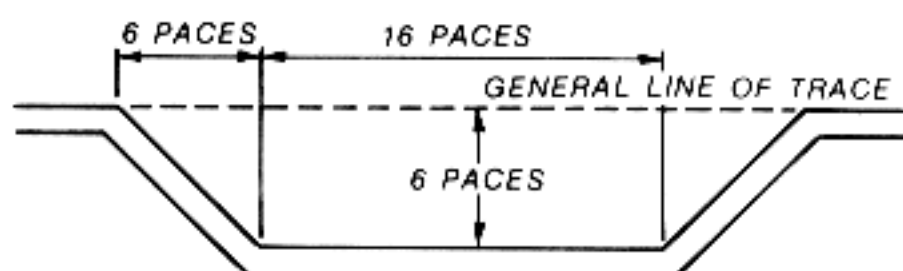 6 PACES
16 PACES
GENERAL LINE OF TRACE
6 PACES